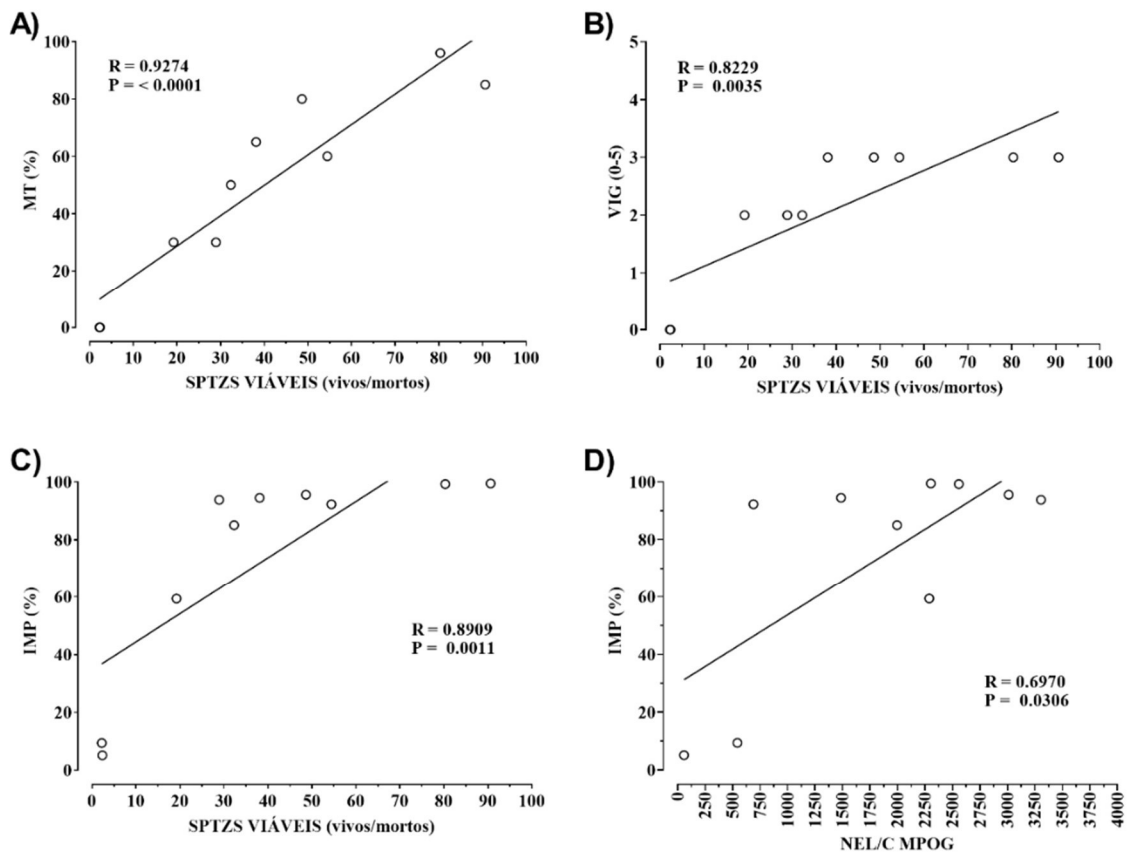 A)
R = 0.9274
P = < 0.0001
MT (%)
100
80
60
40
20
0
0 10 20 30 40 50 60 70 80 90 100
SPTZS VIÁVEIS (vivos/mortos)
B)
R = 0.8229
P = 0.0035
VIG (0-5)
5
4
3
2
1
0
0 10 20 30 40 50 60 70 80 90 100
SPTZS VIÁVEIS (vivos/mortos)
C)
R = 0.8909
P = 0.0011
IMP (%)
100
80
60
40
20
0
0 10 20 30 40 50 60 70 80 90 100
SPTZS VIÁVEIS (vivos/mortos)
D)
R = 0.6970
P = 0.0306
IMP (%)
100
80
60
40
20
0
0 250 500 750 1000 1250 1500 1750 2000 2250 2500 2750 3000 3250 3500 3750 4000
NEL/C MPOG